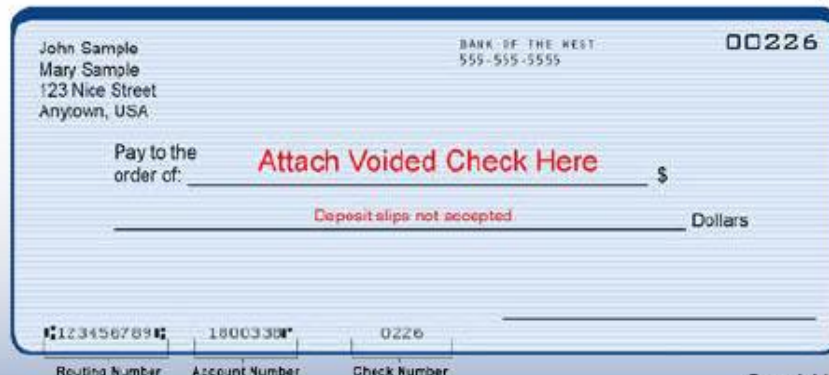 John Sample
Mary Sample
123 Nice Street
Anytown, USA
BANK OF THE WEST
555-555-5555
00226
Pay to the
order of:
Attach Voided Check Here
$
Deposit slips not accepted
Dollars
⑆123456789⑆ 1800338⑈ 0226
Routing Number Account Number Check Number